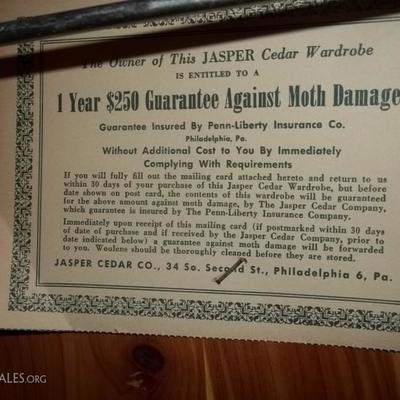 The Owner of This JASPER Cedar Wardrobe
IS ENTITLED TO A
1 Year $250 Guarantee Against Moth Damage
Guarantee Insured By Penn-Liberty Insurance Co.
Philadelphia, Pa.
Without Additional Cost to You By Immediately
Complying With Requirements
If you will fully fill out the mailing card attached hereto and return to us
within 30 days of your purchase of this Jasper Cedar Wardrobe, but before
date shown on post card, the contents of this wardrobe will be guaranteed
for the above amount against moth damage, by The Jasper Cedar Company,
which guarantee is insured by The Penn-Liberty Insurance Company.
Immediately upon receipt of this mailing card (if postmarked within 30 days
of date of purchase and if received by the Jasper Cedar Company, prior to
date indicated below) a guarantee against moth damage will be forwarded
to you. Woolens should be thoroughly cleaned before they are stored.
JASPER CEDAR CO., 34 So. Second St., Philadelphia 6, Pa.
ALES.ORG